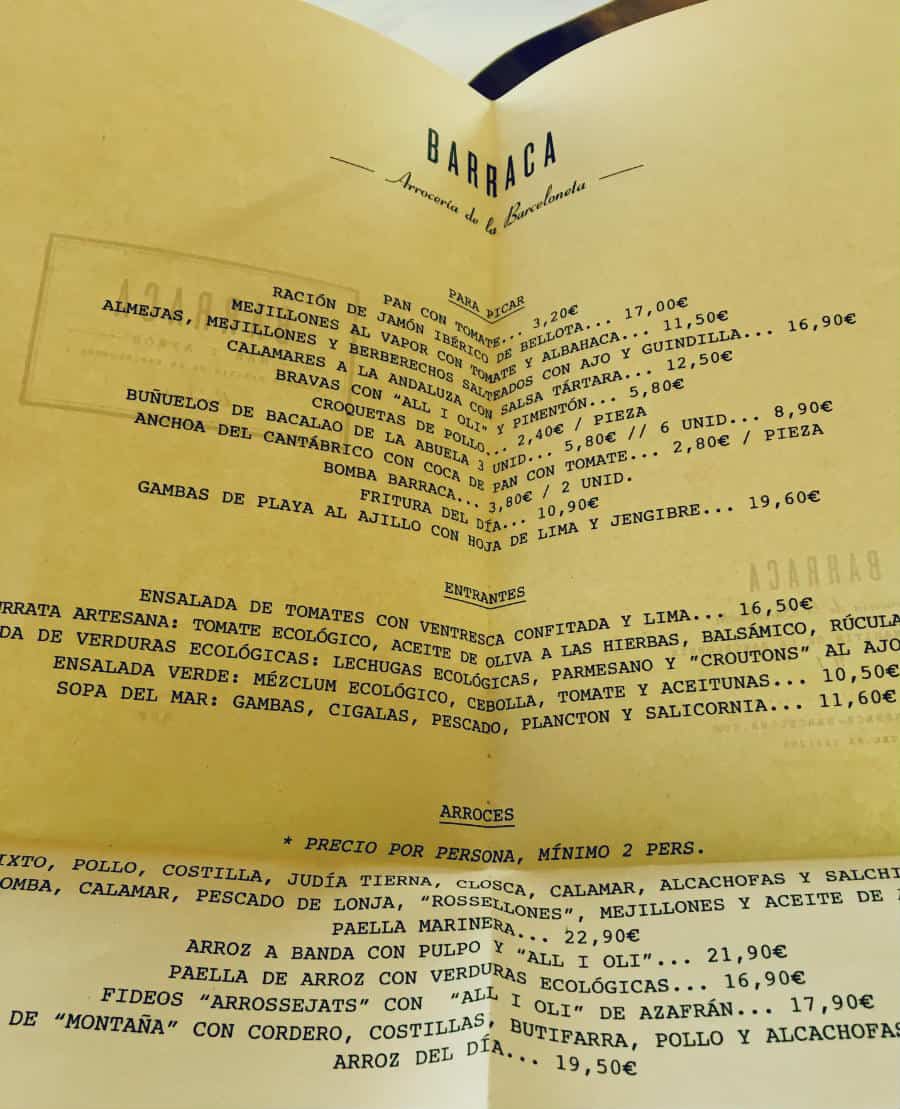 BARRACA
Arrocería de la Barceloneta
PARA PICAR
PAN CON TOMATE... 3,20€
RACIÓN DE JAMÓN IBÉRICO DE BELLOTA... 17,00€
MEJILLONES AL VAPOR CON TOMATE Y ALBAHACA... 11,50€
ALMEJAS, MEJILLONES Y BERBERECHOS SALTEADOS CON AJO Y GUINDILLA... 16,90€
CALAMARES A LA ANDALUZA CON SALSA TÁRTARA... 12,50€
BRAVAS CON "ALL I OLI" Y PIMENTÓN... 5,80€
CROQUETAS DE POLLO... 2,40€ / PIEZA
BUÑUELOS DE BACALAO DE LA ABUELA 3 UNID... 5,80€ // 6 UNID... 8,90€
ANCHOA DEL CANTÁBRICO CON COCA DE PAN CON TOMATE... 2,80€ / PIEZA
BOMBA BARRACA... 3,80€ / 2 UNID.
FRITURA DEL DÍA... 10,90€
GAMBAS DE PLAYA AL AJILLO CON HOJA DE LIMA Y JENGIBRE... 19,60€
ENTRANTES
ENSALADA DE TOMATES CON VENTRESCA CONFITADA Y LIMA... 16,50€
RRATA ARTESANA: TOMATE ECOLÓGICO, ACEITE DE OLIVA A LAS HIERBAS, BALSÁMICO, RÚCULA
DA DE VERDURAS ECOLÓGICAS: LECHUGAS ECOLÓGICAS, PARMESANO Y "CROUTONS" AL AJO
ENSALADA VERDE: MÉZCLUM ECOLÓGICO, CEBOLLA, TOMATE Y ACEITUNAS... 10,50€
SOPA DEL MAR: GAMBAS, CIGALAS, PESCADO, PLANCTON Y SALICORNIA... 11,60€
ARROCES
* PRECIO POR PERSONA, MÍNIMO 2 PERS.
IXTO, POLLO, COSTILLA, JUDÍA TIERNA, CLOSCA, CALAMAR, ALCACHOFAS Y SALCHI
OMBA, CALAMAR, PESCADO DE LONJA, "ROSSELLONES", MEJILLONES Y ACEITE DE
PAELLA MARINERA... 22,90€
ARROZ A BANDA CON PULPO Y "ALL I OLI"... 21,90€
PAELLA DE ARROZ CON VERDURAS ECOLÓGICAS... 16,90€
FIDEOS "ARROSSEJATS" CON "ALL I OLI" DE AZAFRÁN... 17,90€
DE "MONTAÑA" CON CORDERO, COSTILLAS, BUTIFARRA, POLLO Y ALCACHOFAS
ARROZ DEL DÍA... 19,50€